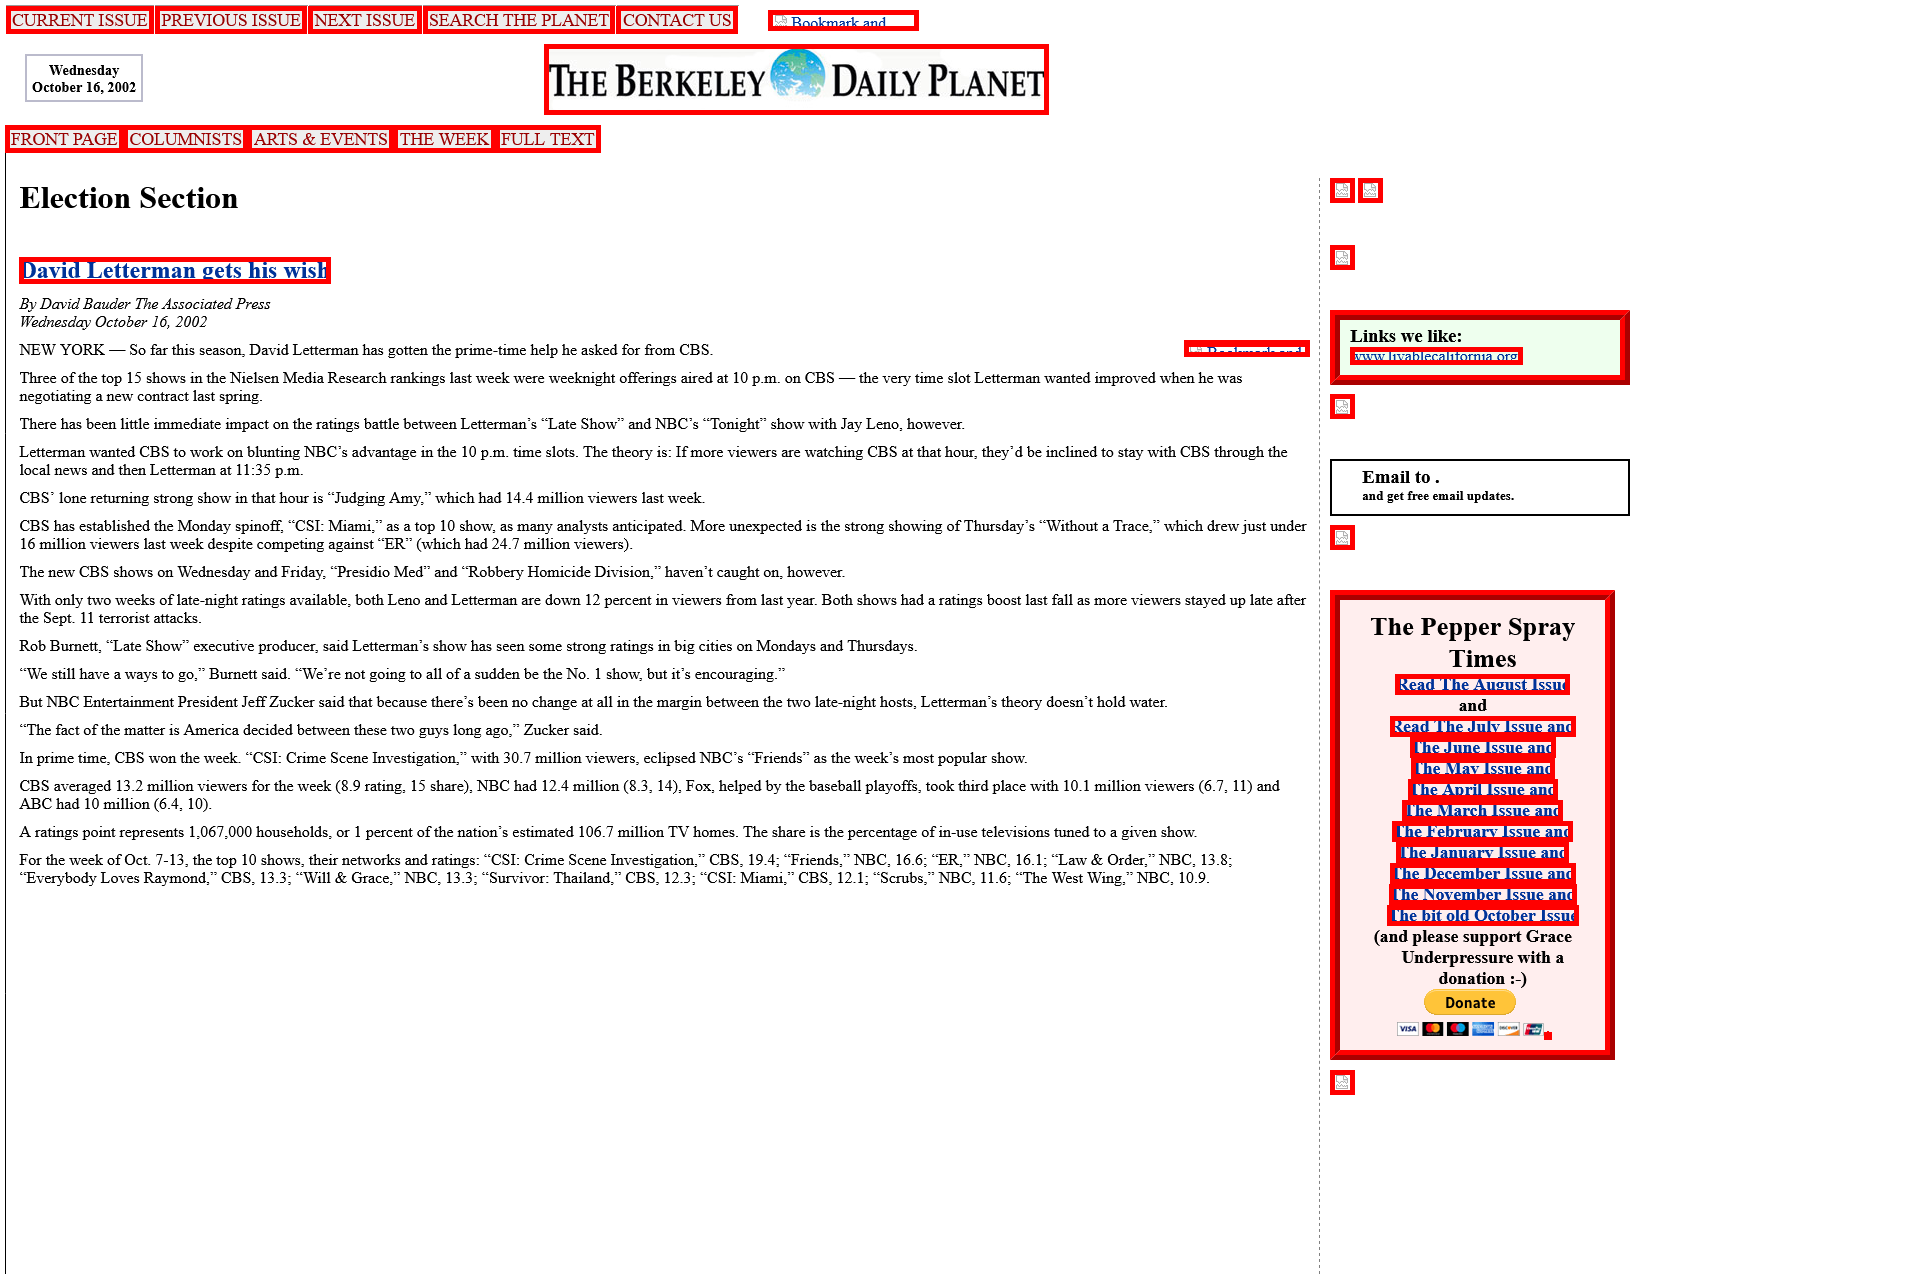 CURRENT ISSUE PREVIOUS ISSUE NEXT ISSUE SEARCH THE PLANET CONTACT US Bookmark and
Wednesday
October 16, 2002
THE BERKELEY DAILY PLANET
FRONT PAGE COLUMNISTS ARTS & EVENTS THE WEEK FULL TEXT
Election Section
David Letterman gets his wish
By David Bauder The Associated Press
Wednesday October 16, 2002
Bookmark and
NEW YORK — So far this season, David Letterman has gotten the prime-time help he asked for from CBS.
Three of the top 15 shows in the Nielsen Media Research rankings last week were weeknight offerings aired at 10 p.m. on CBS — the very time slot Letterman wanted improved when he was
negotiating a new contract last spring.
There has been little immediate impact on the ratings battle between Letterman’s “Late Show” and NBC’s “Tonight” show with Jay Leno, however.
Letterman wanted CBS to work on blunting NBC’s advantage in the 10 p.m. time slots. The theory is: If more viewers are watching CBS at that hour, they’d be inclined to stay with CBS through the
local news and then Letterman at 11:35 p.m.
CBS’ lone returning strong show in that hour is “Judging Amy,” which had 14.4 million viewers last week.
CBS has established the Monday spinoff, “CSI: Miami,” as a top 10 show, as many analysts anticipated. More unexpected is the strong showing of Thursday’s “Without a Trace,” which drew just under
16 million viewers last week despite competing against “ER” (which had 24.7 million viewers).
The new CBS shows on Wednesday and Friday, “Presidio Med” and “Robbery Homicide Division,” haven’t caught on, however.
With only two weeks of late-night ratings available, both Leno and Letterman are down 12 percent in viewers from last year. Both shows had a ratings boost last fall as more viewers stayed up late after
the Sept. 11 terrorist attacks.
Rob Burnett, “Late Show” executive producer, said Letterman’s show has seen some strong ratings in big cities on Mondays and Thursdays.
“We still have a ways to go,” Burnett said. “We’re not going to all of a sudden be the No. 1 show, but it’s encouraging.”
But NBC Entertainment President Jeff Zucker said that because there’s been no change at all in the margin between the two late-night hosts, Letterman’s theory doesn’t hold water.
“The fact of the matter is America decided between these two guys long ago,” Zucker said.
In prime time, CBS won the week. “CSI: Crime Scene Investigation,” with 30.7 million viewers, eclipsed NBC’s “Friends” as the week’s most popular show.
CBS averaged 13.2 million viewers for the week (8.9 rating, 15 share), NBC had 12.4 million (8.3, 14), Fox, helped by the baseball playoffs, took third place with 10.1 million viewers (6.7, 11) and
ABC had 10 million (6.4, 10).
A ratings point represents 1,067,000 households, or 1 percent of the nation’s estimated 106.7 million TV homes. The share is the percentage of in-use televisions tuned to a given show.
For the week of Oct. 7-13, the top 10 shows, their networks and ratings: “CSI: Crime Scene Investigation,” CBS, 19.4; “Friends,” NBC, 16.6; “ER,” NBC, 16.1; “Law & Order,” NBC, 13.8;
“Everybody Loves Raymond,” CBS, 13.3; “Will & Grace,” NBC, 13.3; “Survivor: Thailand,” CBS, 12.3; “CSI: Miami,” CBS, 12.1; “Scrubs,” NBC, 11.6; “The West Wing,” NBC, 10.9.
Links we like:
www.livablecalifornia.org
Email to .
and get free email updates.
The Pepper Spray
Times
Read The August Issue
and
Read The July Issue and
The June Issue and
The May Issue and
The April Issue and
The March Issue and
The February Issue and
The January Issue and
The December Issue and
The November Issue and
The bit old October Issue
(and please support Grace
Underpressure with a
donation :-)
Donate
VISA